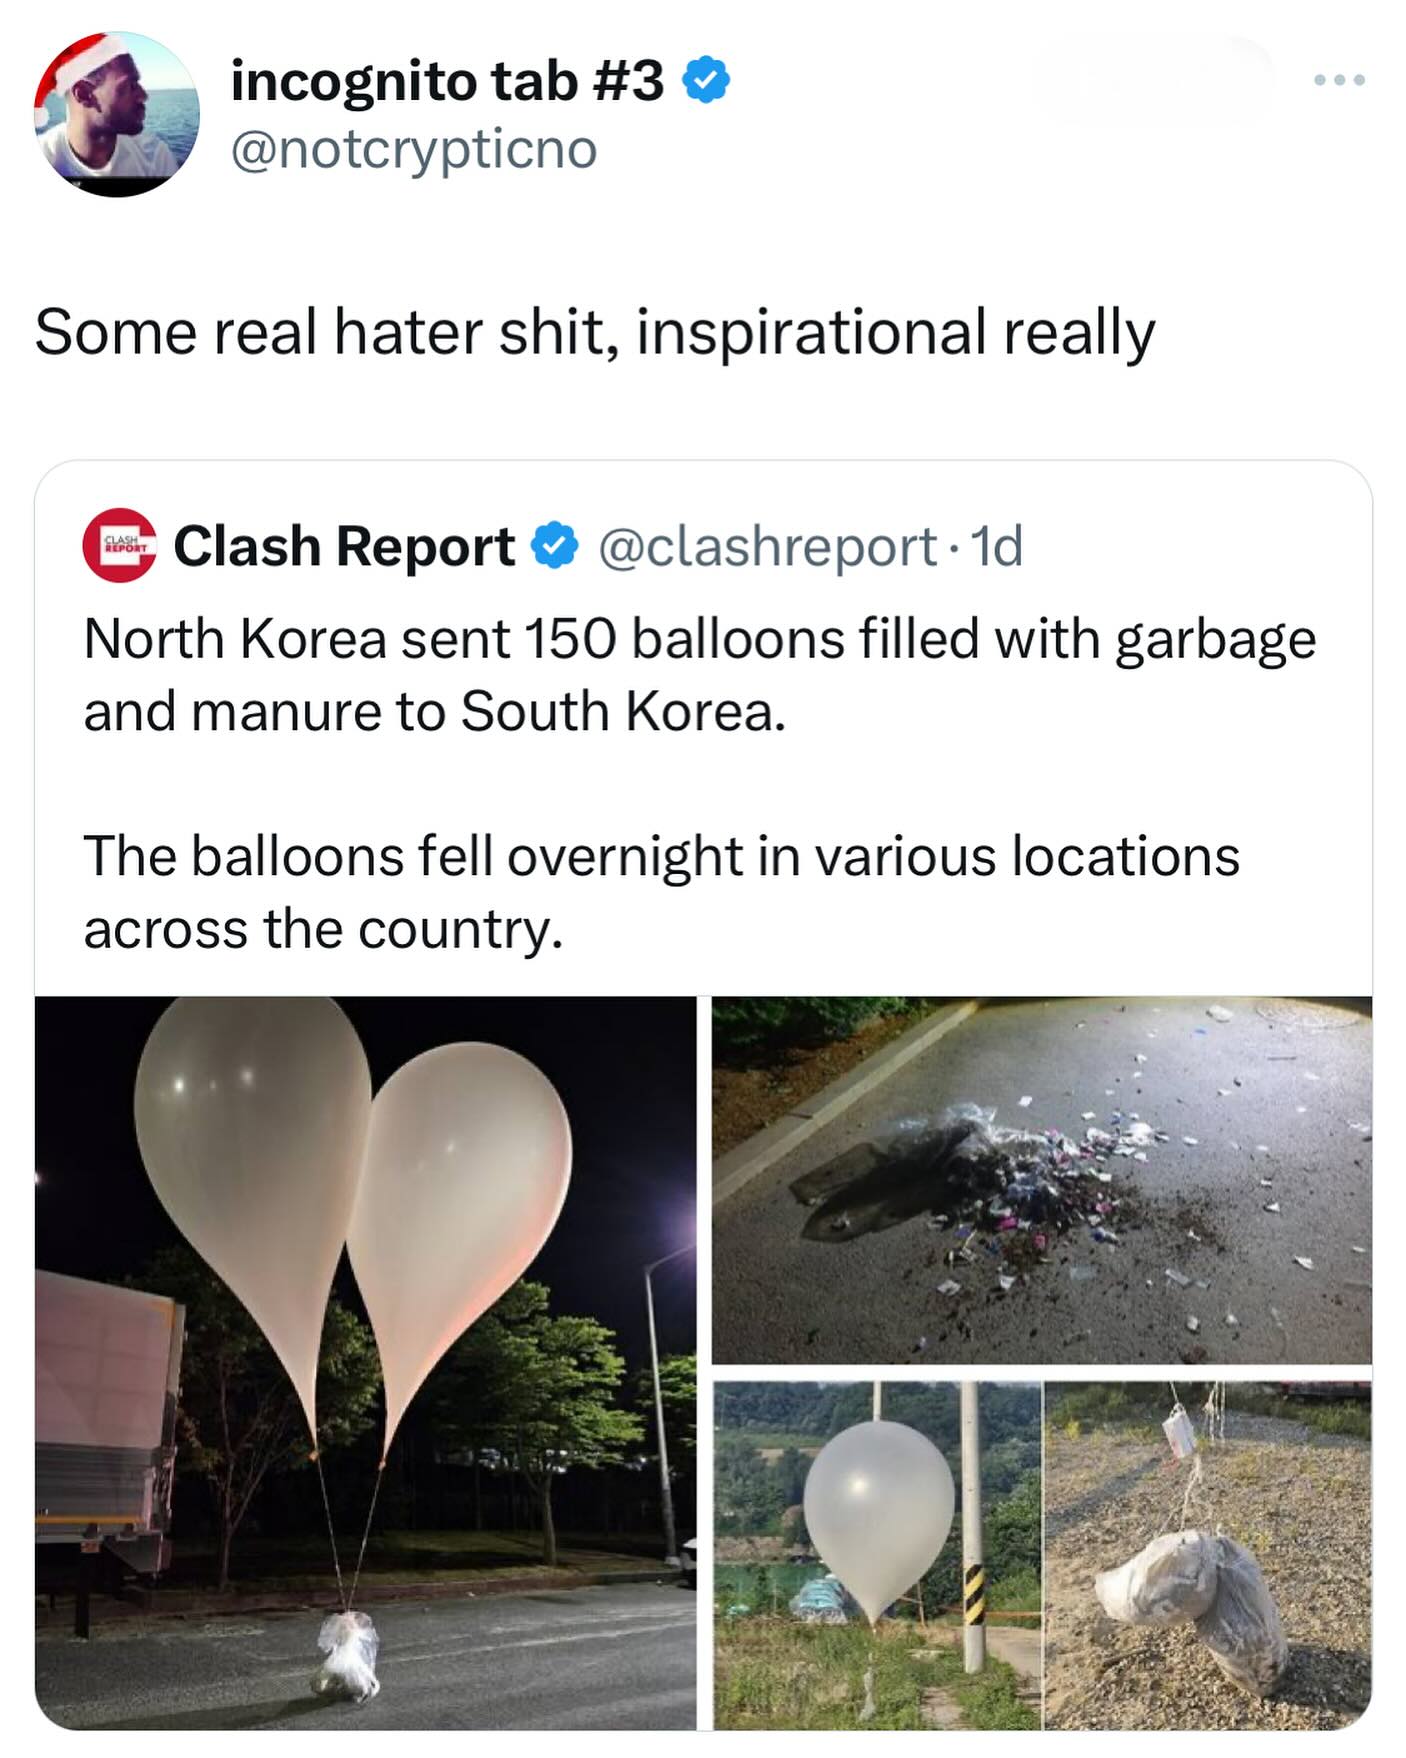 incognito tab #3
@notcrypticno
Some real hater shit, inspirational really
CLASH
REPORT
Clash Report @clashreport · 1d
North Korea sent 150 balloons filled with garbage
and manure to South Korea.
The balloons fell overnight in various locations
across the country.